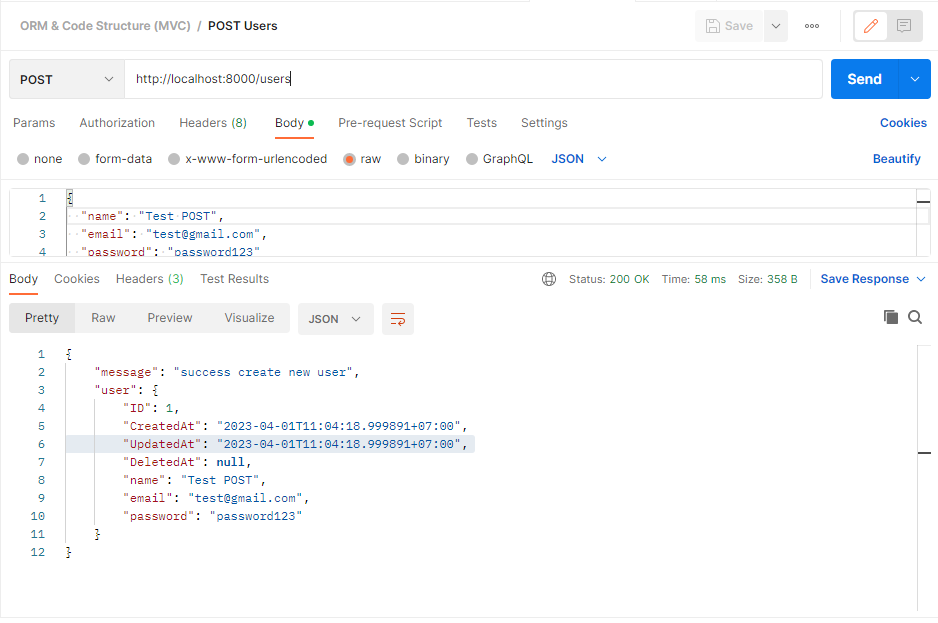 ORM & Code Structure (MVC) / POST Users Save
POST http://localhost:8000/users Send
Params Authorization Headers (8) Body Pre-request Script Tests Settings Cookies
none form-data x-www-form-urlencoded raw binary GraphQL JSON Beautify
1 {
2 "name": "Test POST",
3 "email": "test@gmail.com",
4 "password": "password123"
Body Cookies Headers (3) Test Results Status: 200 OK Time: 58 ms Size: 358 B Save Response
Pretty Raw Preview Visualize JSON
1 {
2 "message": "success create new user",
3 "user": {
4 "ID": 1,
5 "CreatedAt": "2023-04-01T11:04:18.999891+07:00",
6 "UpdatedAt": "2023-04-01T11:04:18.999891+07:00",
7 "DeletedAt": null,
8 "name": "Test POST",
9 "email": "test@gmail.com",
10 "password": "password123"
11 }
12 }